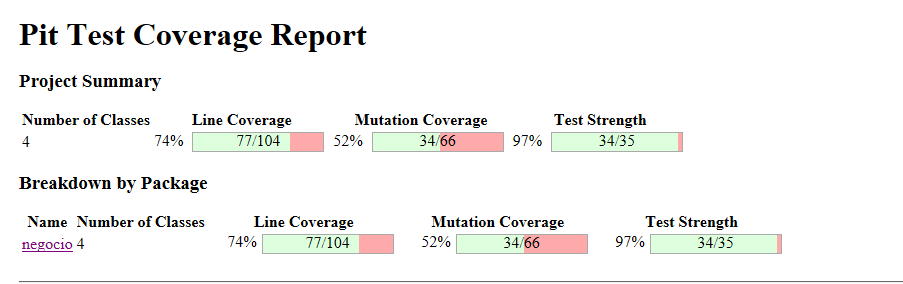 Pit Test Coverage Report
Project Summary
Number of Classes Line Coverage Mutation Coverage Test Strength
4 74% 77/104 52% 34/66 97% 34/35
Breakdown by Package
Name Number of Classes Line Coverage Mutation Coverage Test Strength
negocio 4 74% 77/104 52% 34/66 97% 34/35